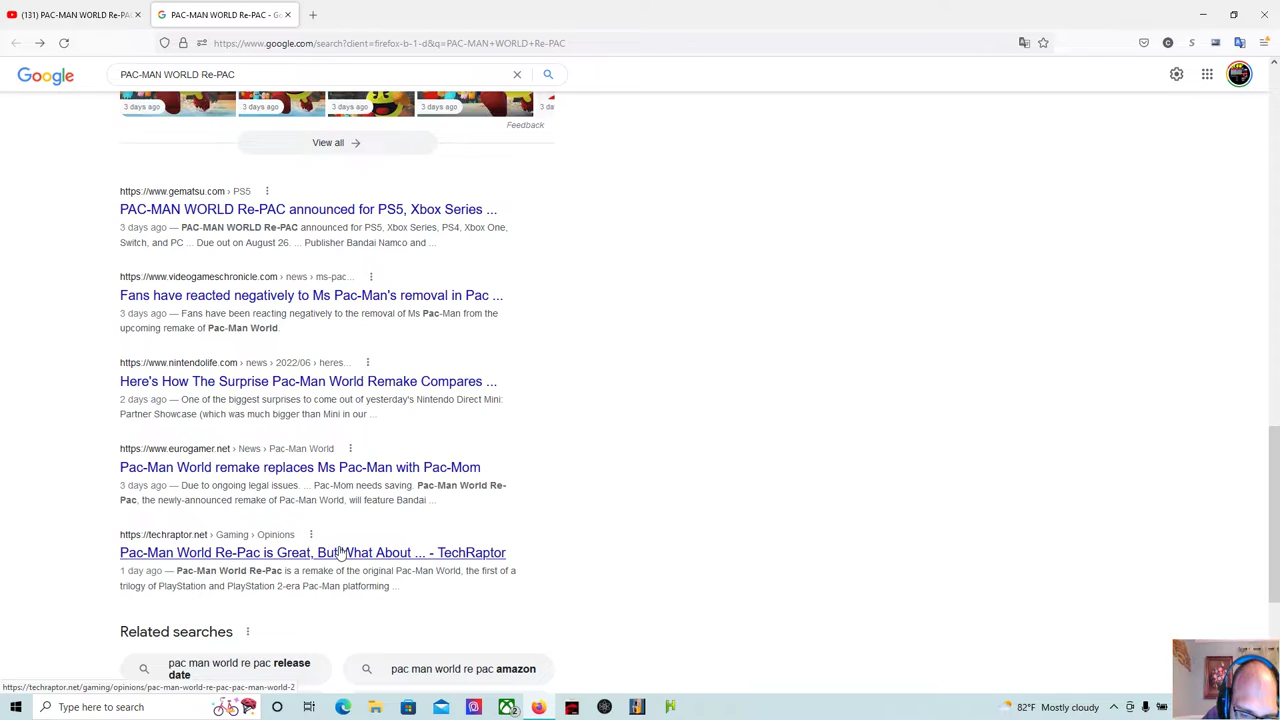 (131) PAC-MAN WORLD Re-PAC
PAC-MAN WORLD Re-PAC - Go
https://www.google.com/search?client=firefox-b-1-d&q=PAC-MAN+WORLD+Re-PAC
Google
PAC-MAN WORLD Re-PAC
3 days ago
3 days ago
3 days ago
3 days ago
3 da
Feedback
View all
https://www.gematsu.com › PS5
PAC-MAN WORLD Re-PAC announced for PS5, Xbox Series ...
3 days ago — PAC-MAN WORLD Re-PAC announced for PS5, Xbox Series, PS4, Xbox One,
Switch, and PC ... Due out on August 26. ... Publisher Bandai Namco and ...
https://www.videogameschronicle.com › news › ms-pac...
Fans have reacted negatively to Ms Pac-Man's removal in Pac ...
3 days ago — Fans have been reacting negatively to the removal of Ms Pac-Man from the
upcoming remake of Pac-Man World.
https://www.nintendolife.com › news › 2022/06 › heres...
Here's How The Surprise Pac-Man World Remake Compares ...
2 days ago — One of the biggest surprises to come out of yesterday's Nintendo Direct Mini:
Partner Showcase (which was much bigger than Mini in our ...
https://www.eurogamer.net › News › Pac-Man World
Pac-Man World remake replaces Ms Pac-Man with Pac-Mom
3 days ago — Due to ongoing legal issues. ... Pac-Mom needs saving. Pac-Man World Re-
Pac, the newly-announced remake of Pac-Man World, will feature Bandai ...
https://techraptor.net › Gaming › Opinions
Pac-Man World Re-Pac is Great, But What About ... - TechRaptor
1 day ago — Pac-Man World Re-Pac is a remake of the original Pac-Man World, the first of a
trilogy of PlayStation and PlayStation 2-era Pac-Man platforming ...
Related searches
pac man world re pac release
date
pac man world re pac amazon
https://techraptor.net/gaming/opinions/pac-man-world-re-pac-pac-man-world-2
Type here to search
82°F Mostly cloudy